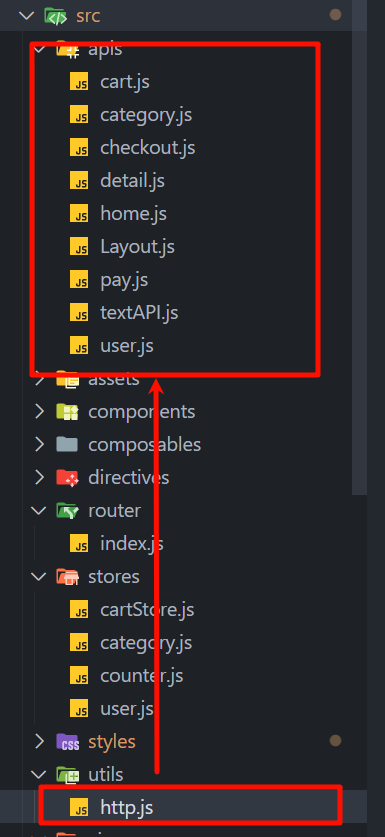 src
apis
JS cart.js
JS category.js
JS checkout.js
JS detail.js
JS home.js
JS Layout.js
JS pay.js
JS textAPI.js
JS user.js
assets
components
composables
directives
router
JS index.js
stores
JS cartStore.js
JS category.js
JS counter.js
JS user.js
CSS styles
utils
JS http.js